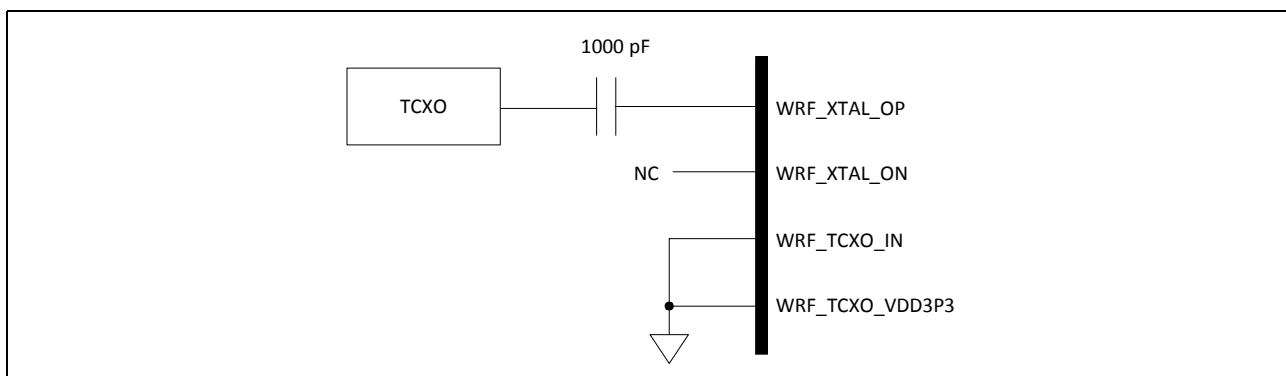 1000 pF
TCXO
WRF_XTAL_OP
NC
WRF_XTAL_ON
WRF_TCXO_IN
WRF_TCXO_VDD3P3